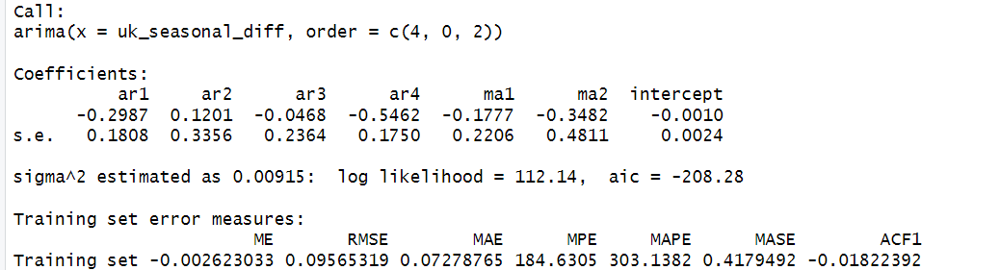 Call:
arima(x = uk_seasonal_diff, order = c(4, 0, 2))
Coefficients:
ar1 ar2 ar3 ar4 ma1 ma2 intercept
-0.2987 0.1201 -0.0468 -0.5462 -0.1777 -0.3482 -0.0010
s.e. 0.1808 0.3356 0.2364 0.1750 0.2206 0.4811 0.0024
sigma^2 estimated as 0.00915: log likelihood = 112.14, aic = -208.28
Training set error measures:
ME RMSE MAE MPE MAPE MASE ACF1
Training set -0.002623033 0.09565319 0.07278765 184.6305 303.1382 0.4179492 -0.01822392